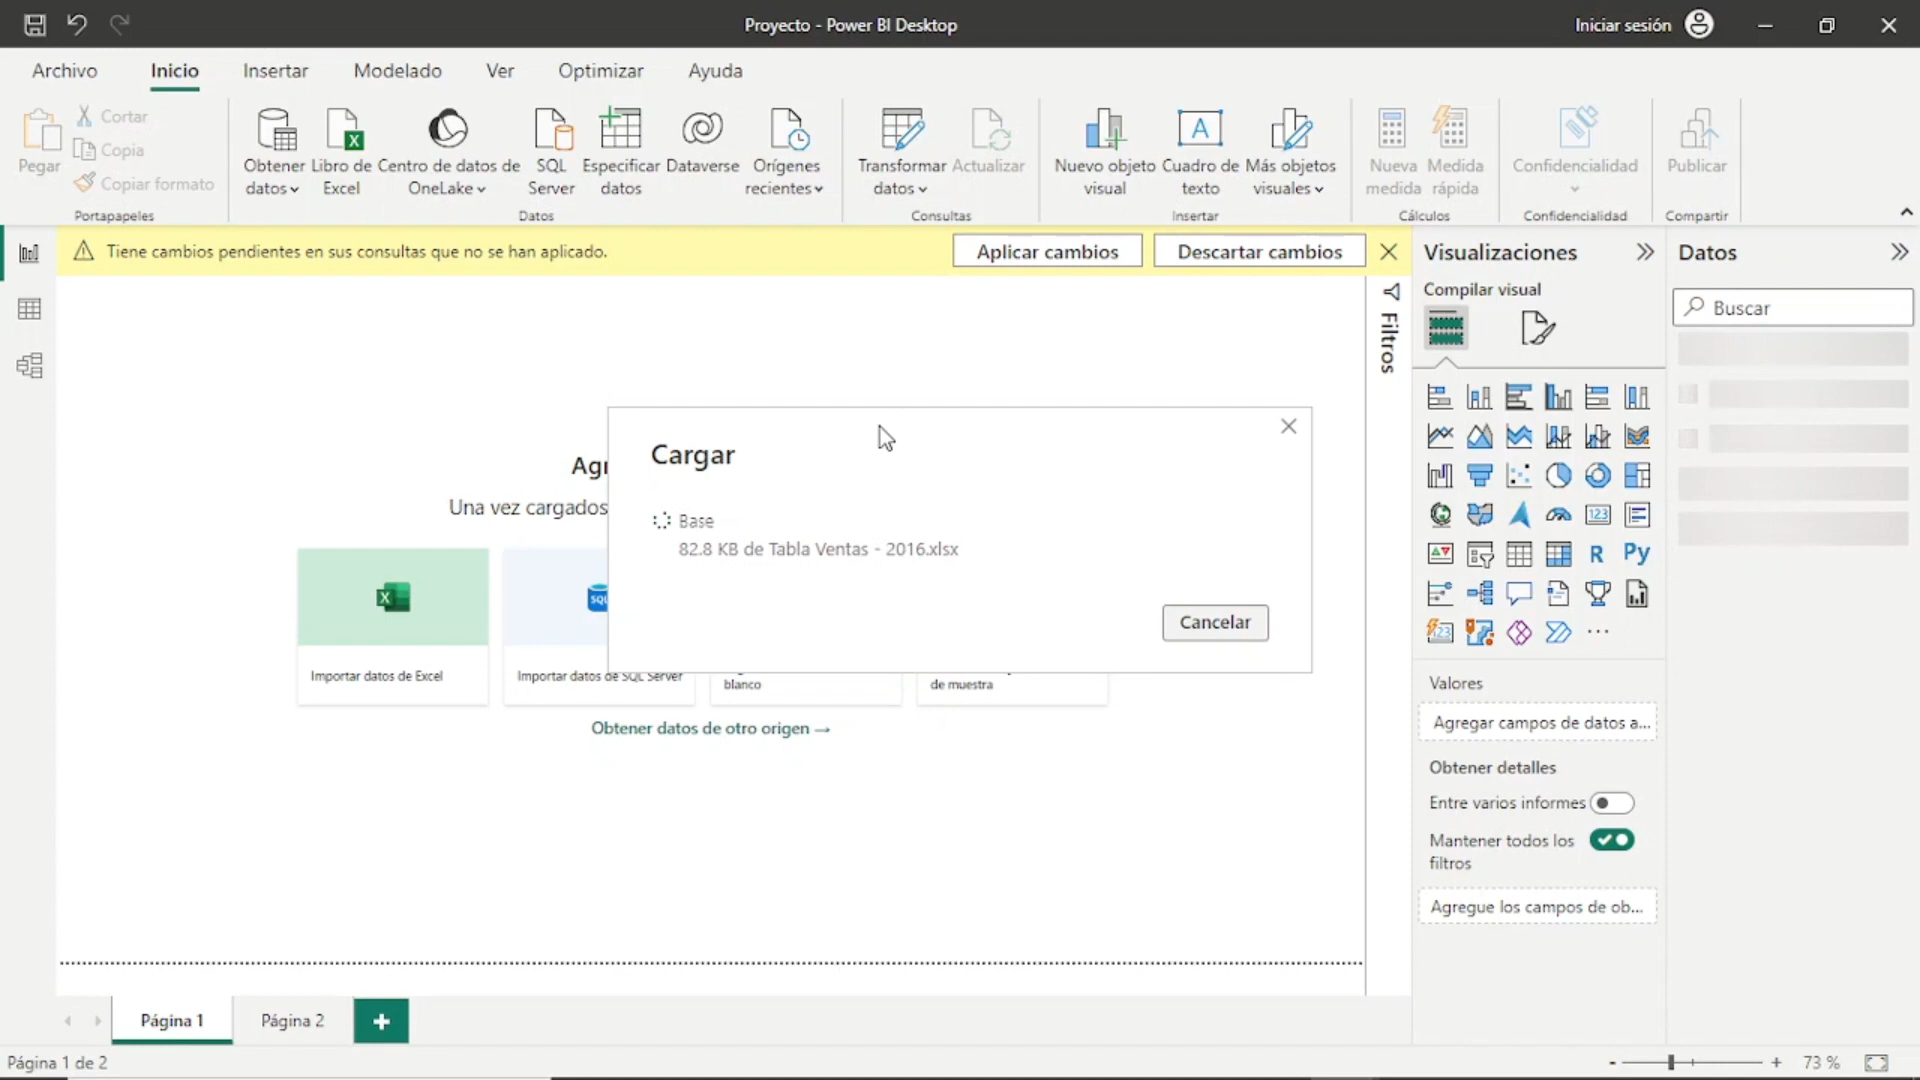 Proyecto - Power BI Desktop
Iniciar sesión
Archivo
Inicio
Insertar
Modelado
Ver
Optimizar
Ayuda
Pegar
Cortar
Copia
Copiar formato
Portapapeles
Obtener
datos
Libro de
Excel
Centro de datos de
OneLake
SQL
Server
Especificar
datos
Dataverse
Orígenes
recientes
Datos
Transformar
datos
Actualizar
Consultas
Nuevo objeto
visual
Cuadro de
texto
Más objetos
visuales
Insertar
Nueva
medida
Medida
rápida
Cálculos
Confidencialidad
Confidencialidad
Publicar
Compartir
Tiene cambios pendientes en sus consultas que no se han aplicado.
Aplicar cambios
Descartar cambios
Filtros
Agr
Una vez cargados
Cargar
Base
82.8 KB de Tabla Ventas - 2016.xlsx
Cancelar
SQL
Importar datos de Excel
Importar datos de SQL Server
blanco
de muestra
Obtener datos de otro origen →
Visualizaciones
Compilar visual
123
R
Py
123
Valores
Agregar campos de datos a...
Obtener detalles
Entre varios informes
Mantener todos los
filtros
Agregue los campos de ob...
Datos
Buscar
Página 1
Página 2
Página 1 de 2
- + 73 %